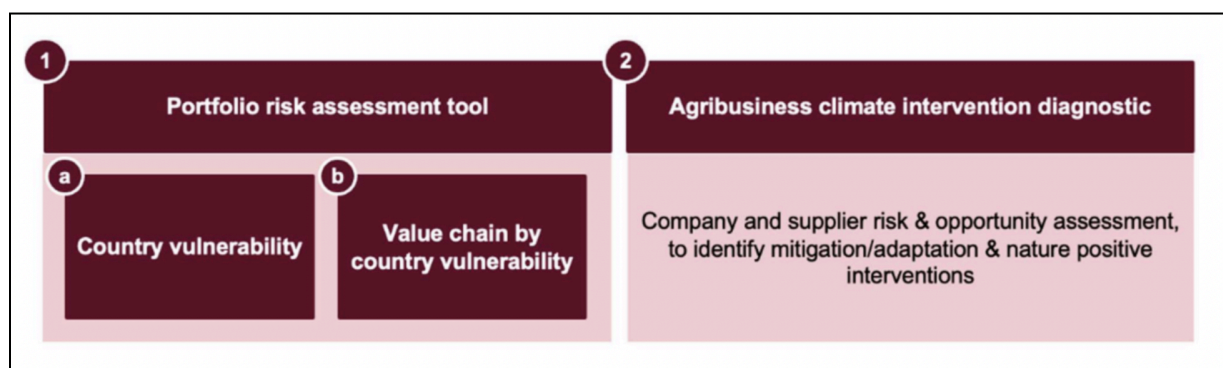 1
Portfolio risk assessment tool
a
Country vulnerability
b
Value chain by
country vulnerability
2
Agribusiness climate intervention diagnostic
Company and supplier risk & opportunity assessment,
to identify mitigation/adaptation & nature positive
interventions